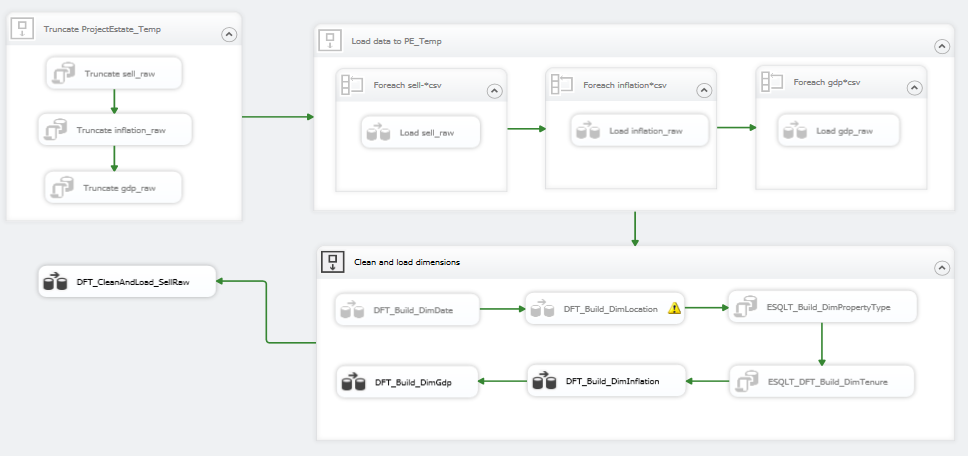 Truncate ProjectEstate_Temp
Truncate sell_raw
Truncate inflation_raw
Truncate gdp_raw
Load data to PE_Temp
Foreach sell-*csv
Load sell_raw
Foreach inflation*csv
Load inflation_raw
Foreach gdp*csv
Load gdp_raw
Clean and load dimensions
DFT_Build_DimDate
DFT_Build_DimLocation
ESQLT_Build_DimPropertyType
ESQLT_DFT_Build_DimTenure
DFT_Build_DimInflation
DFT_Build_DimGdp
DFT_CleanAndLoad_SellRaw